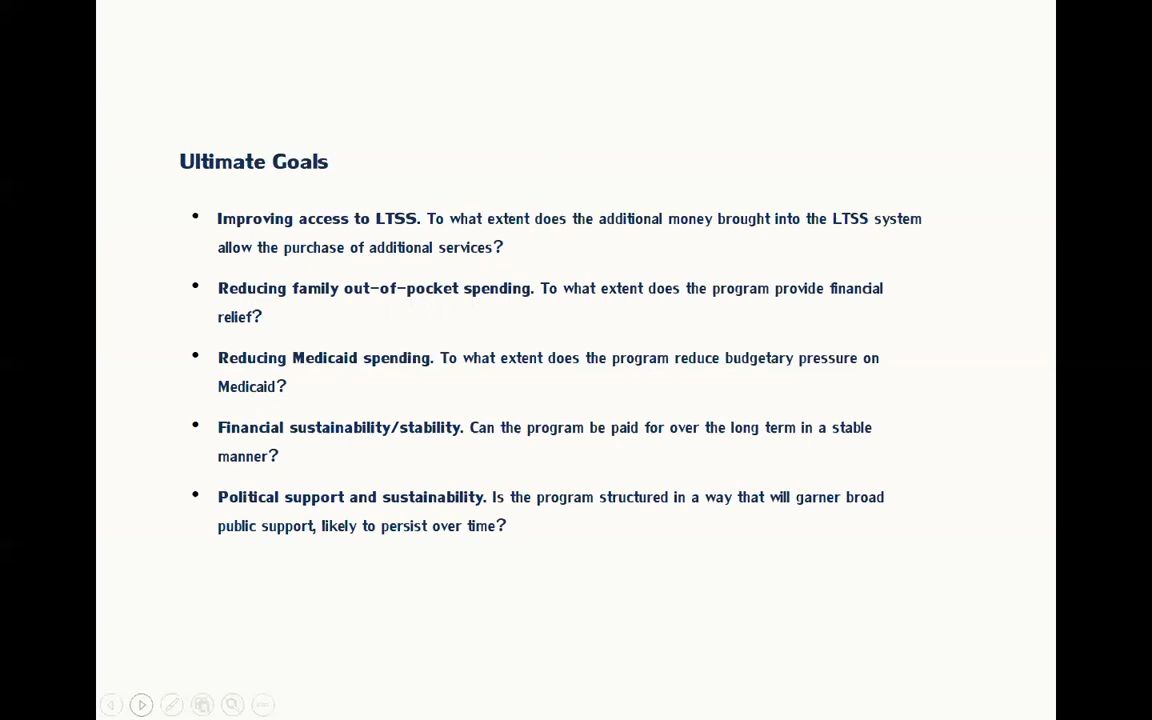 Ultimate Goals
• Improving access to LTSS. To what extent does the additional money brought into the LTSS system
allow the purchase of additional services?
• Reducing family out-of-pocket spending. To what extent does the program provide financial
relief?
• Reducing Medicaid spending. To what extent does the program reduce budgetary pressure on
Medicaid?
• Financial sustainability/stability. Can the program be paid for over the long term in a stable
manner?
• Political support and sustainability. Is the program structured in a way that will garner broad
public support, likely to persist over time?